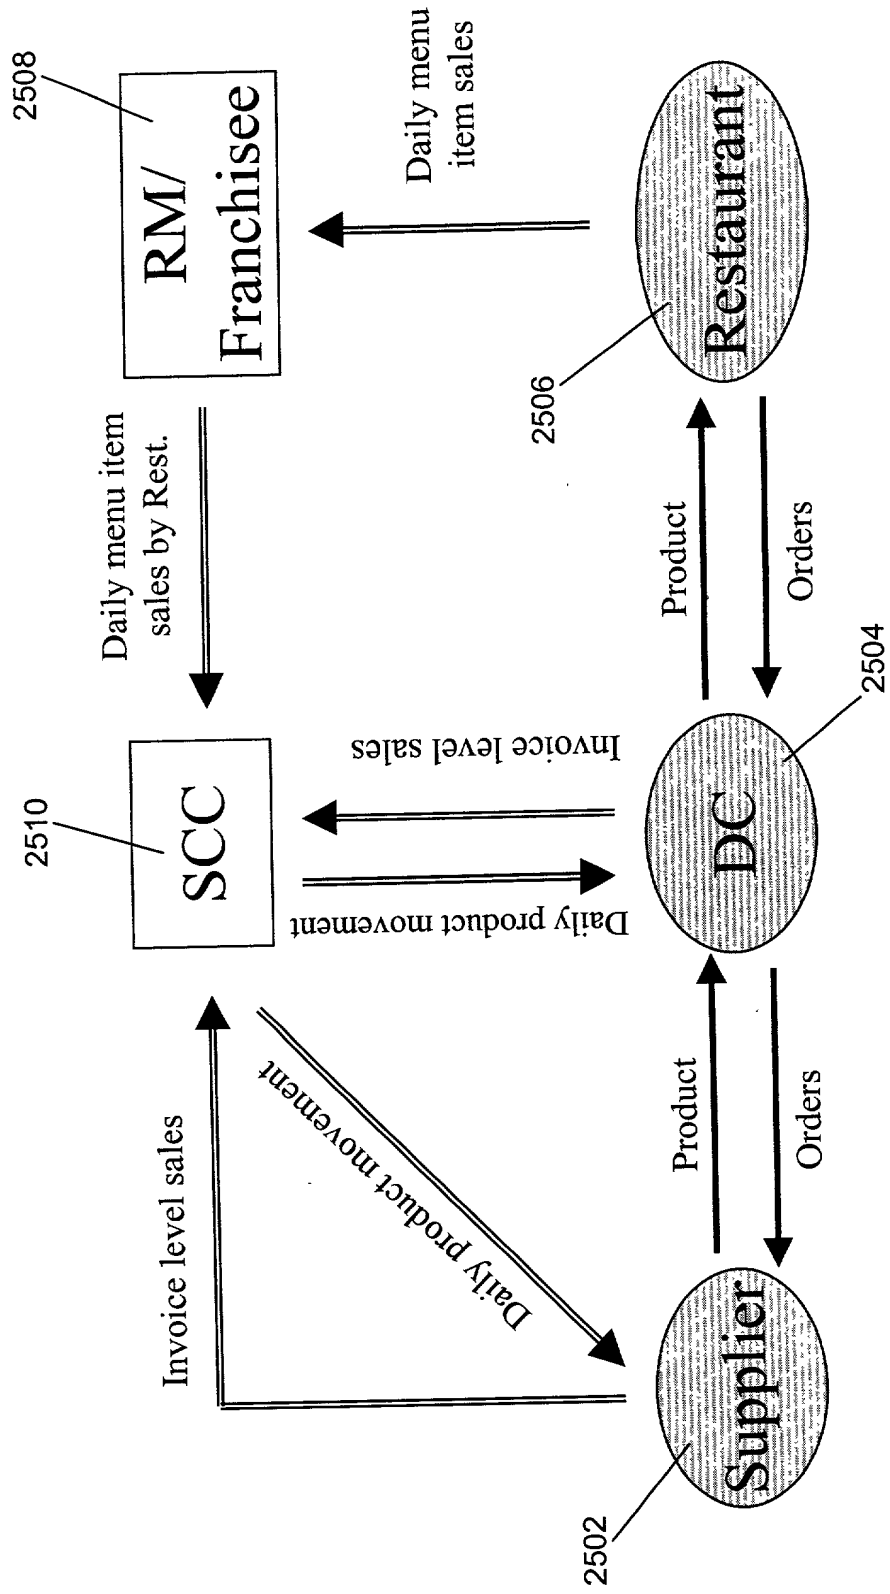 2510
2508
SCC
RM/
Franchisee
Invoice level sales
Daily menu item
sales by Rest.
Daily product movement
Daily product movement
Invoice level sales
Daily menu
item sales
2502
2506
Supplier
Product
Orders
DC
2504
Product
Orders
Restaurant